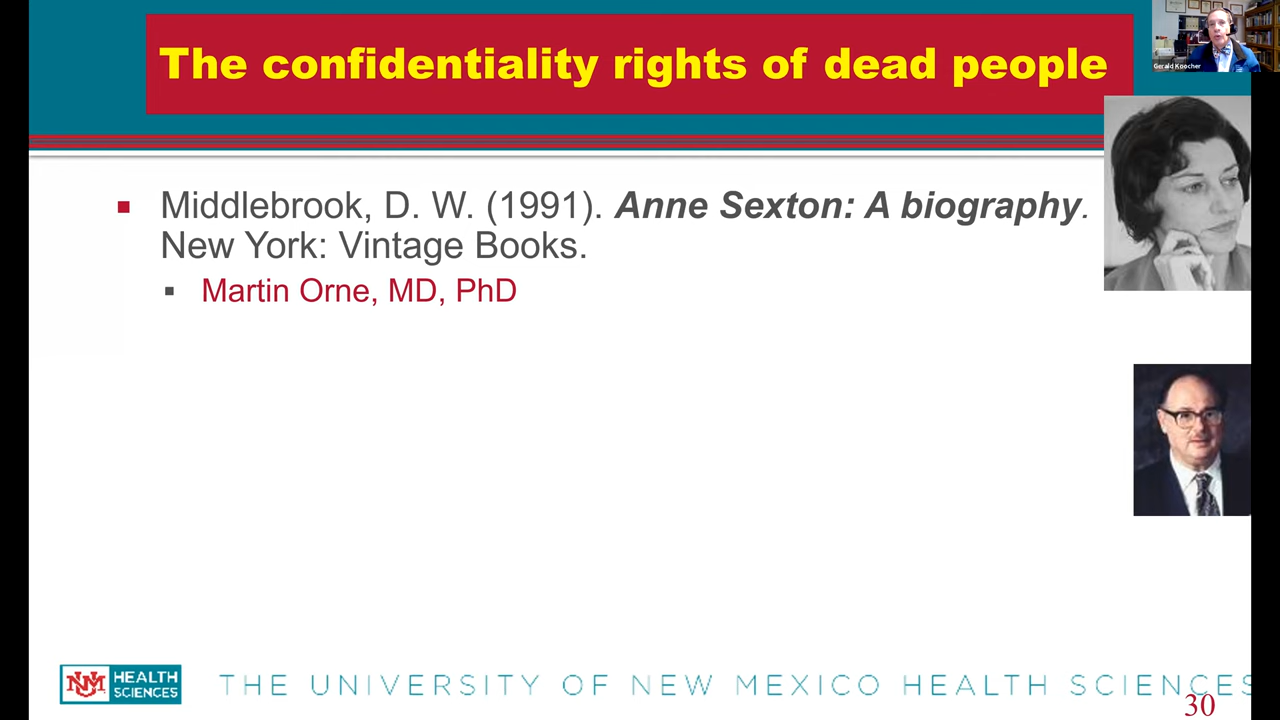 The confidentiality rights of dead people
Gerald Koocher
▪ Middlebrook, D. W. (1991). Anne Sexton: A biography.
New York: Vintage Books.
▪ Martin Orne, MD, PhD
UNM HEALTH
SCIENCES
THE UNIVERSITY OF NEW MEXICO HEALTH SCIENCES
30